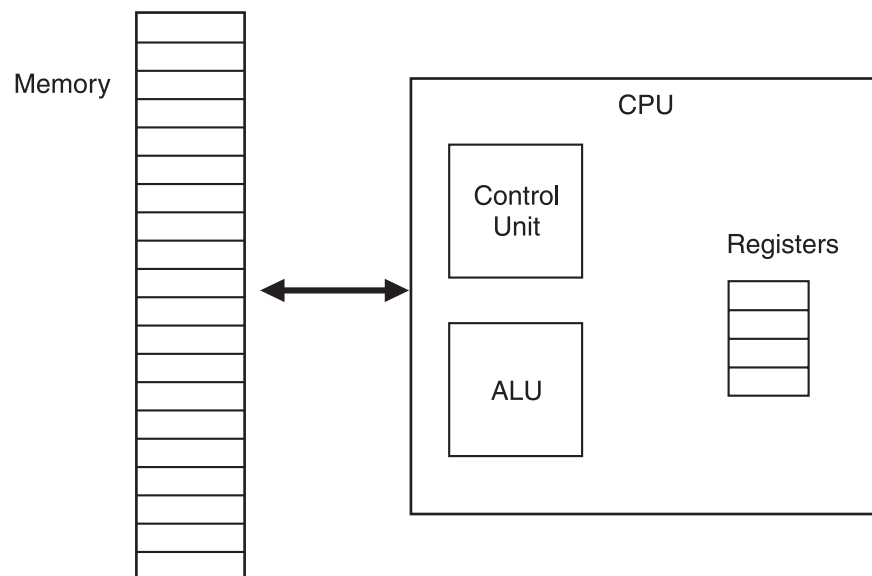 Memory
CPU
Control
Unit
Registers
ALU